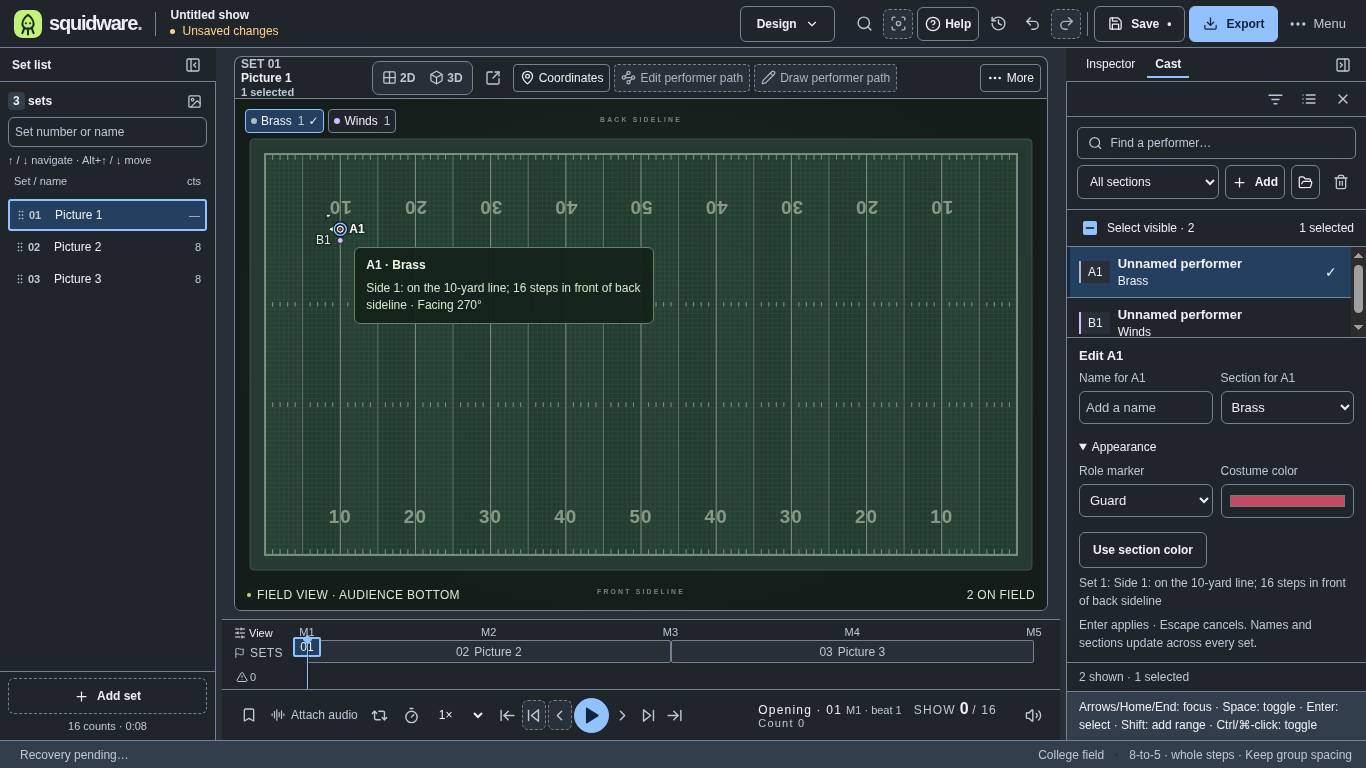 squidware.
Untitled show
Unsaved changes
Design
Help
Save •
Export
Menu
Set list
3 sets
Set number or name
↑ / ↓ navigate · Alt+↑ / ↓ move
Set / name cts
01 Picture 1 —
02 Picture 2 8
03 Picture 3 8
Add set
16 counts · 0:08
SET 01
Picture 1
1 selected
2D 3D
Coordinates
Edit performer path
Draw performer path
More
Brass 1 ✓
Winds 1
BACK SIDELINE
10 20 30 40 50 40 30 20 10
A1
B1
A1 · Brass
Side 1: on the 10-yard line; 16 steps in front of back
sideline · Facing 270°
10 20 30 40 50 40 30 20 10
FIELD VIEW · AUDIENCE BOTTOM
FRONT SIDELINE
2 ON FIELD
View
M1 M2 M3 M4 M5
SETS
01
02 Picture 2
03 Picture 3
0
Attach audio
1×
Opening · 01 M1 · beat 1
Count 0
SHOW 0 / 16
Inspector
Cast
Find a performer…
All sections
Add
Select visible · 2
1 selected
A1
Unnamed performer
Brass
✓
B1
Unnamed performer
Winds
Edit A1
Name for A1
Section for A1
Add a name
Brass
Appearance
Role marker
Costume color
Guard
Use section color
Set 1: Side 1: on the 10-yard line; 16 steps in front
of back sideline
Enter applies · Escape cancels. Names and
sections update across every set.
2 shown · 1 selected
Arrows/Home/End: focus · Space: toggle · Enter:
select · Shift: add range · Ctrl/⌘-click: toggle
Recovery pending…
College field · 8-to-5 · whole steps · Keep group spacing